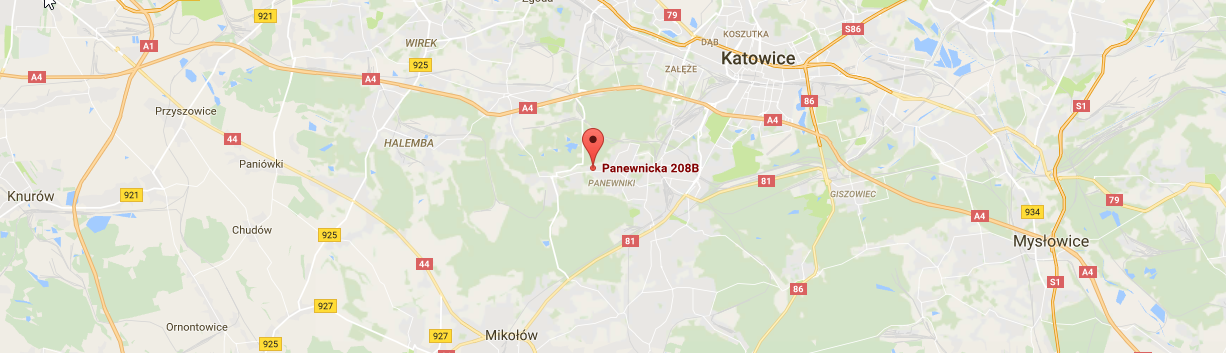 Zgoda
921
79
S86
KOSZUTKA
DĄB
A1
WIREK
Katowice
925
ZAŁĘŻE
A4
A4
86
S1
A4
Przyszowice
A4
44
HALEMBA
Paniówki
Panewnicka 208B
81
PANEWNIKI
GISZOWIEC
Knurów
921
79
A4
934
Chudów
925
81
Mysłowice
44
A4
S1
86
927
Ornontowice
927
Mikołów
925